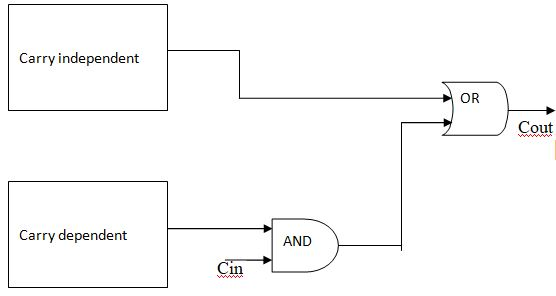 Carry independent
OR
Cout
Carry dependent
AND
Cin